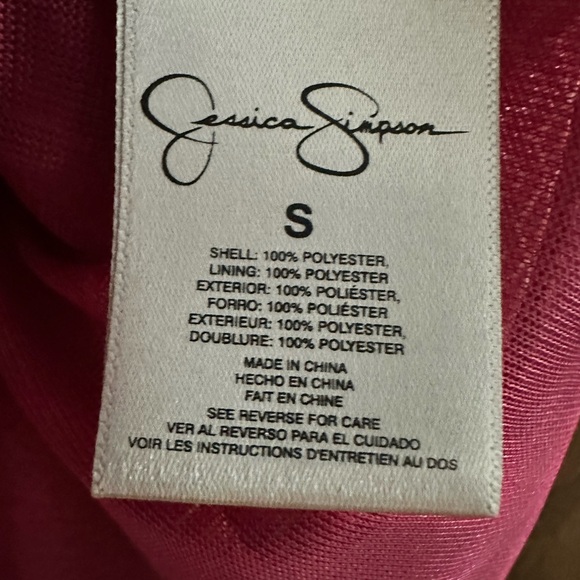 Jessica Simpson
S
SHELL: 100% POLYESTER,
LINING: 100% POLYESTER
EXTERIOR: 100% POLIÉSTER,
FORRO: 100% POLIÉSTER
EXTERIEUR: 100% POLYESTER,
DOUBLURE: 100% POLYESTER
MADE IN CHINA
HECHO EN CHINA
FAIT EN CHINE
SEE REVERSE FOR CARE
VER AL REVERSO PARA EL CUIDADO
VOIR LES INSTRUCTIONS D'ENTRETIEN AU DOS